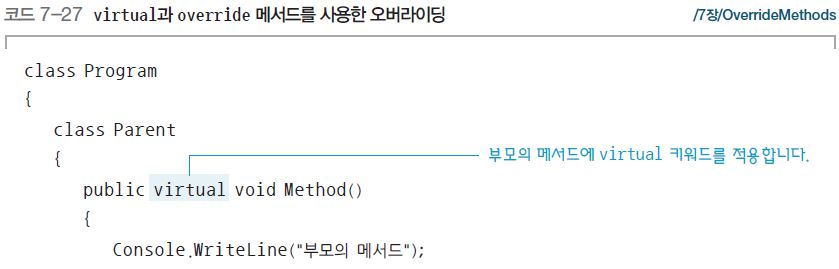 코드 7-27 virtual과 override 메서드를 사용한 오버라이딩 /7장/OverrideMethods
class Program
{
class Parent
{ 부모의 메서드에 virtual 키워드를 적용합니다.
public virtual void Method()
{
Console.WriteLine("부모의 메서드");